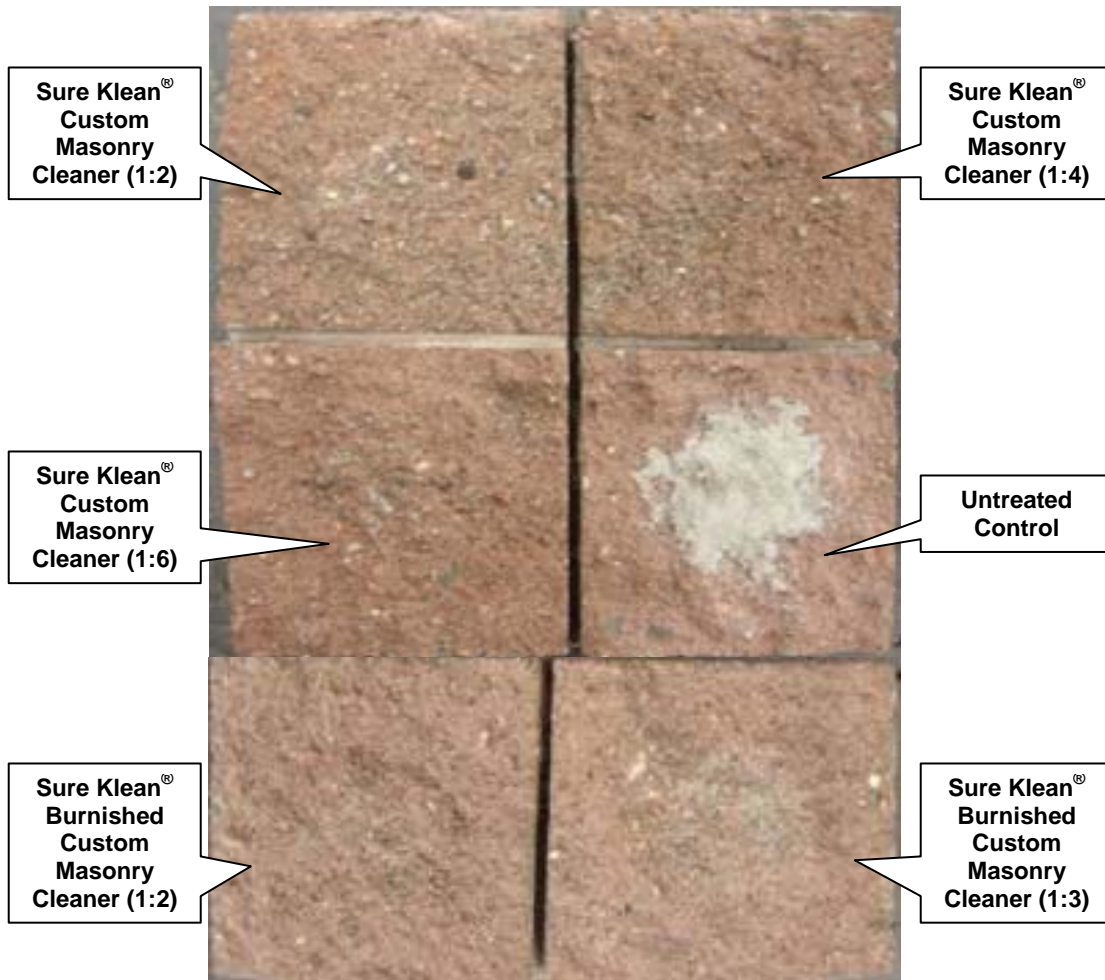 Sure Klean®
Custom
Masonry
Cleaner (1:2)
Sure Klean®
Custom
Masonry
Cleaner (1:4)
Sure Klean®
Custom
Masonry
Cleaner (1:6)
Untreated
Control
Sure Klean®
Burnished
Custom
Masonry
Cleaner (1:2)
Sure Klean®
Burnished
Custom
Masonry
Cleaner (1:3)